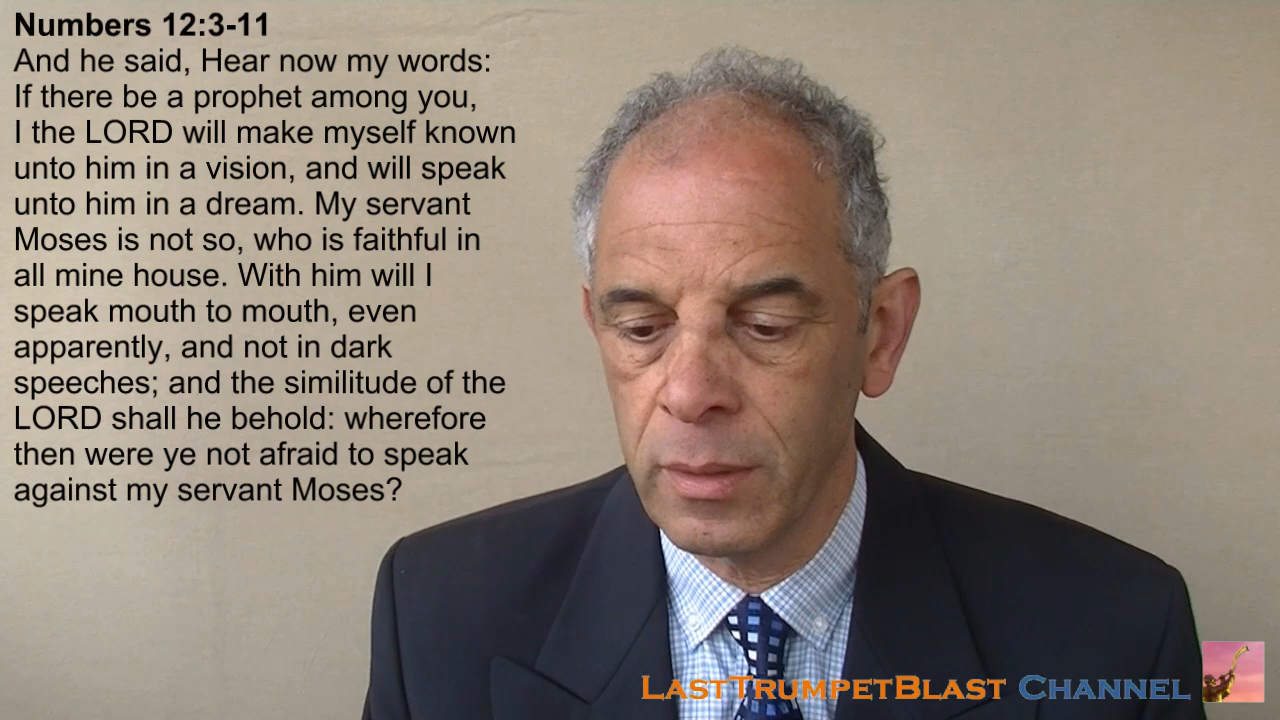 Numbers 12:3-11
And he said, Hear now my words:
If there be a prophet among you,
I the LORD will make myself known
unto him in a vision, and will speak
unto him in a dream. My servant
Moses is not so, who is faithful in
all mine house. With him will I
speak mouth to mouth, even
apparently, and not in dark
speeches; and the similitude of the
LORD shall he behold: wherefore
then were ye not afraid to speak
against my servant Moses?
LastTrumpetBlast Channel